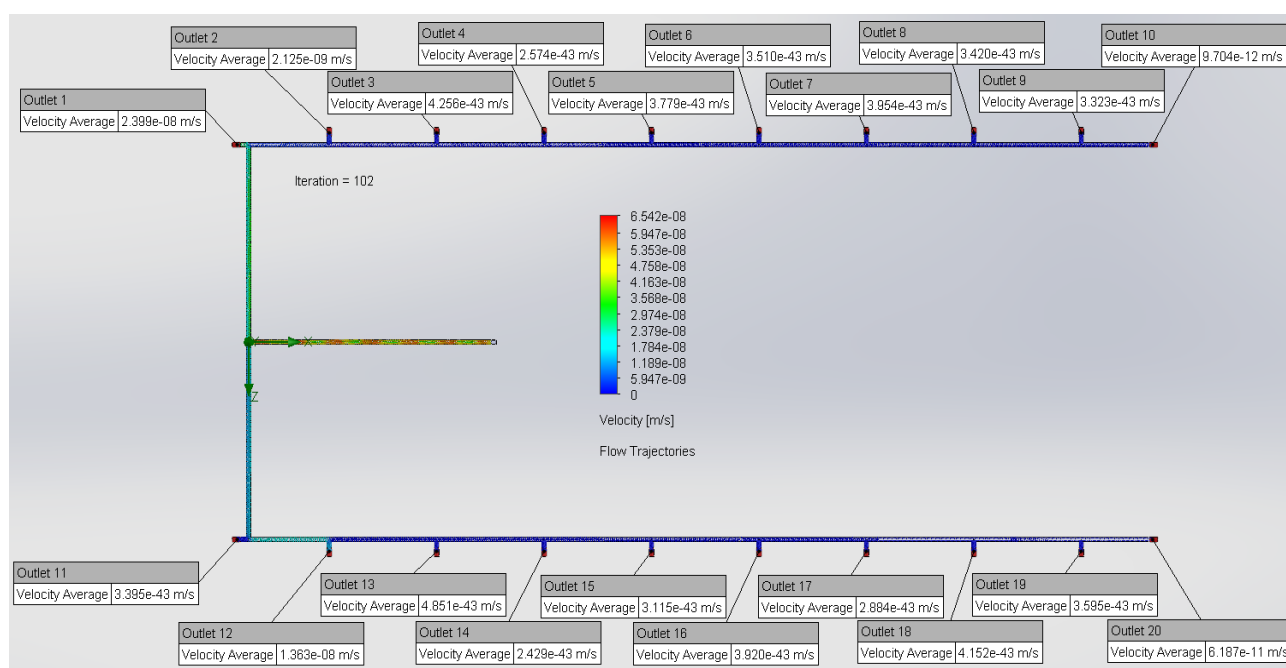 Outlet 1
Velocity Average 2.399e-08 m/s
Outlet 2
Velocity Average 2.125e-09 m/s
Outlet 3
Velocity Average 4.256e-43 m/s
Outlet 4
Velocity Average 2.574e-43 m/s
Outlet 5
Velocity Average 3.779e-43 m/s
Outlet 6
Velocity Average 3.510e-43 m/s
Outlet 7
Velocity Average 3.954e-43 m/s
Outlet 8
Velocity Average 3.420e-43 m/s
Outlet 9
Velocity Average 3.323e-43 m/s
Outlet 10
Velocity Average 9.704e-12 m/s
Iteration = 102
6.542e-08
5.947e-08
5.353e-08
4.758e-08
4.163e-08
3.568e-08
2.974e-08
2.379e-08
1.784e-08
1.189e-08
5.947e-09
0
Velocity [m/s]
Flow Trajectories
X
Z
Outlet 11
Velocity Average 3.395e-43 m/s
Outlet 12
Velocity Average 1.363e-08 m/s
Outlet 13
Velocity Average 4.851e-43 m/s
Outlet 14
Velocity Average 2.429e-43 m/s
Outlet 15
Velocity Average 3.115e-43 m/s
Outlet 16
Velocity Average 3.920e-43 m/s
Outlet 17
Velocity Average 2.884e-43 m/s
Outlet 18
Velocity Average 4.152e-43 m/s
Outlet 19
Velocity Average 3.595e-43 m/s
Outlet 20
Velocity Average 6.187e-11 m/s